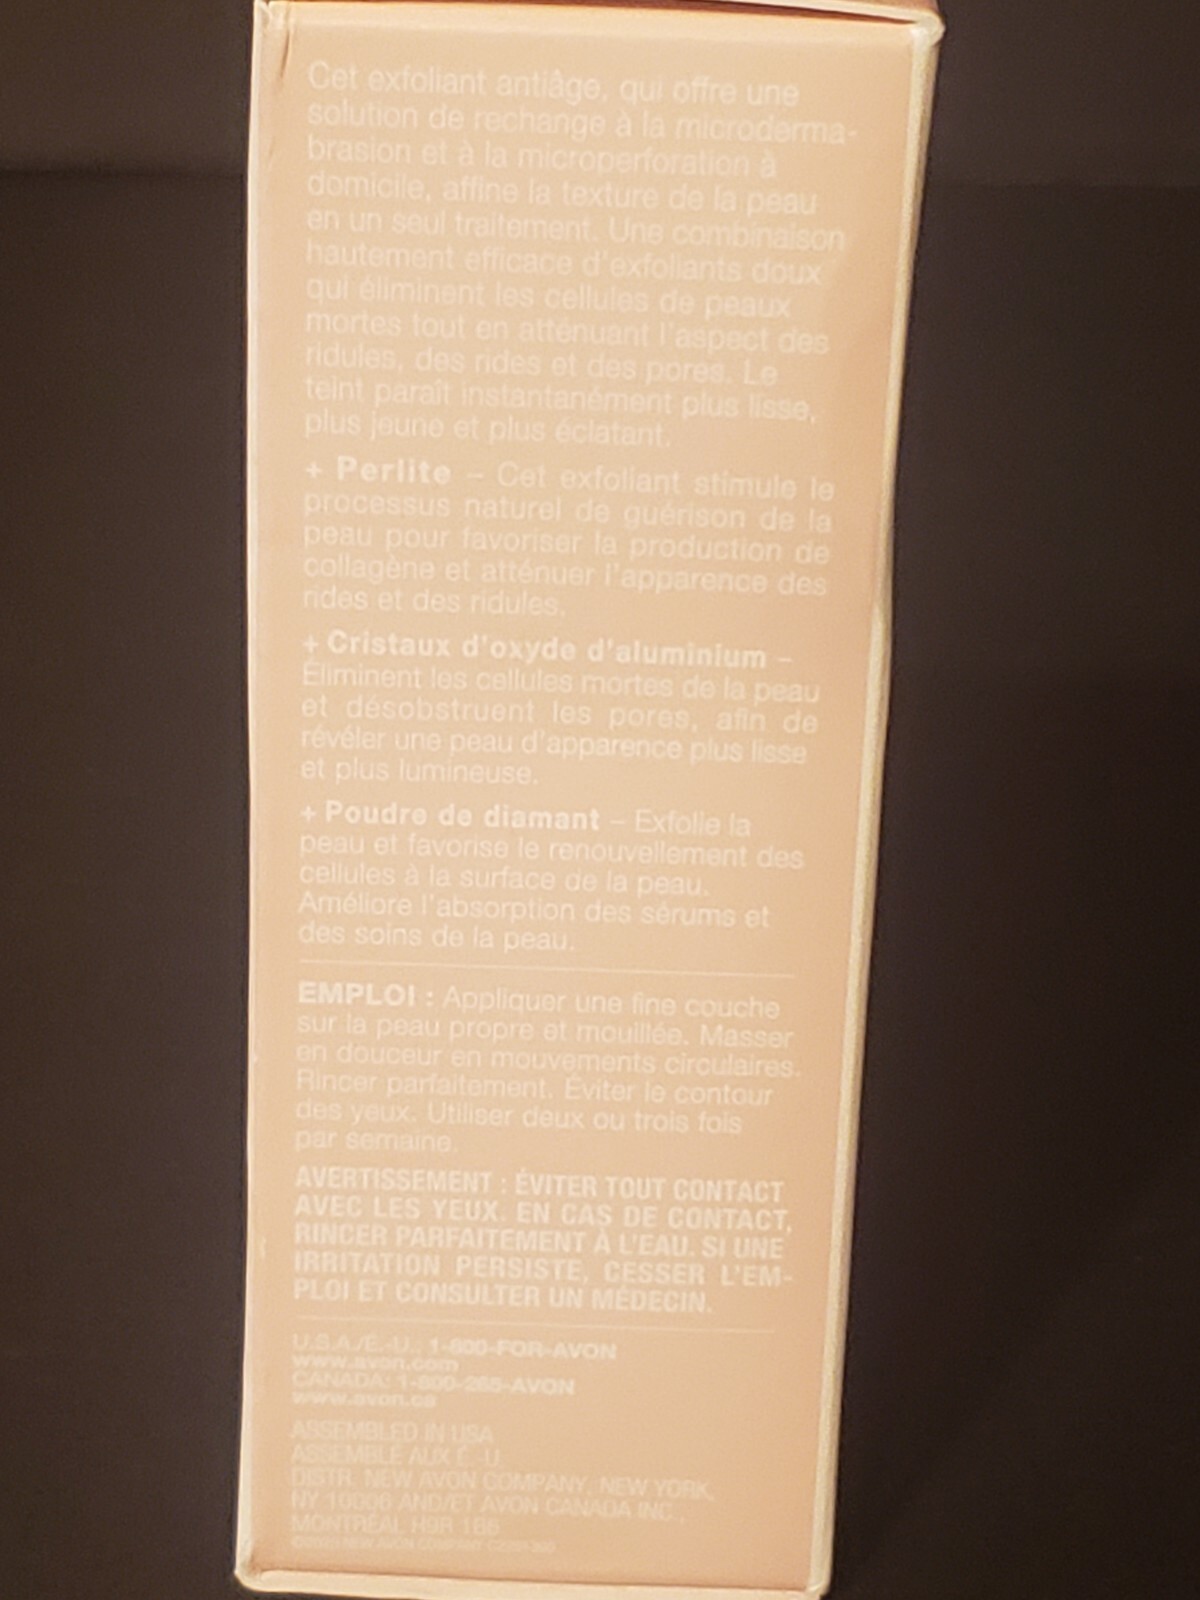 Cet exfoliant antiâge, qui offre une
solution de rechange à la microderma-
brasion et à la microperforation à
domicile, affine la texture de la peau
en un seul traitement. Une combinaison
hautement efficace d'exfoliants doux
qui éliminent les cellules de peaux
mortes tout en atténuant l'aspect des
ridules, des rides et des pores. Le
teint paraît instantanément plus lisse,
plus jeune et plus éclatant.
+ Perlite – Cet exfoliant stimule le
processus naturel de guérison de la
peau pour favoriser la production de
collagène et atténuer l'apparence des
rides et des ridules.
+ Cristaux d'oxyde d'aluminium –
Éliminent les cellules mortes de la peau
et désobstruent les pores, afin de
révéler une peau d'apparence plus lisse
et plus lumineuse.
+ Poudre de diamant – Exfolie la
peau et favorise le renouvellement des
cellules à la surface de la peau.
Améliore l'absorption des sérums et
des soins de la peau.
EMPLOI : Appliquer une fine couche
sur la peau propre et mouillée. Masser
en douceur en mouvements circulaires.
Rincer parfaitement. Éviter le contour
des yeux. Utiliser deux ou trois fois
par semaine.
AVERTISSEMENT : ÉVITER TOUT CONTACT
AVEC LES YEUX. EN CAS DE CONTACT,
RINCER PARFAITEMENT À L'EAU. SI UNE
IRRITATION PERSISTE, CESSER L'EM-
PLOI ET CONSULTER UN MÉDECIN.
U.S.A./É.-U.: 1-800-FOR-AVON
www.avon.com
CANADA: 1-800-265-AVON
www.avon.ca
ASSEMBLED IN USA
ASSEMBLÉ AUX É.-U.
DISTR. NEW AVON COMPANY, NEW YORK,
NY 10006 AND/ET AVON CANADA INC.,
MONTRÉAL H9R 1B6
NEW AVON COMPANY